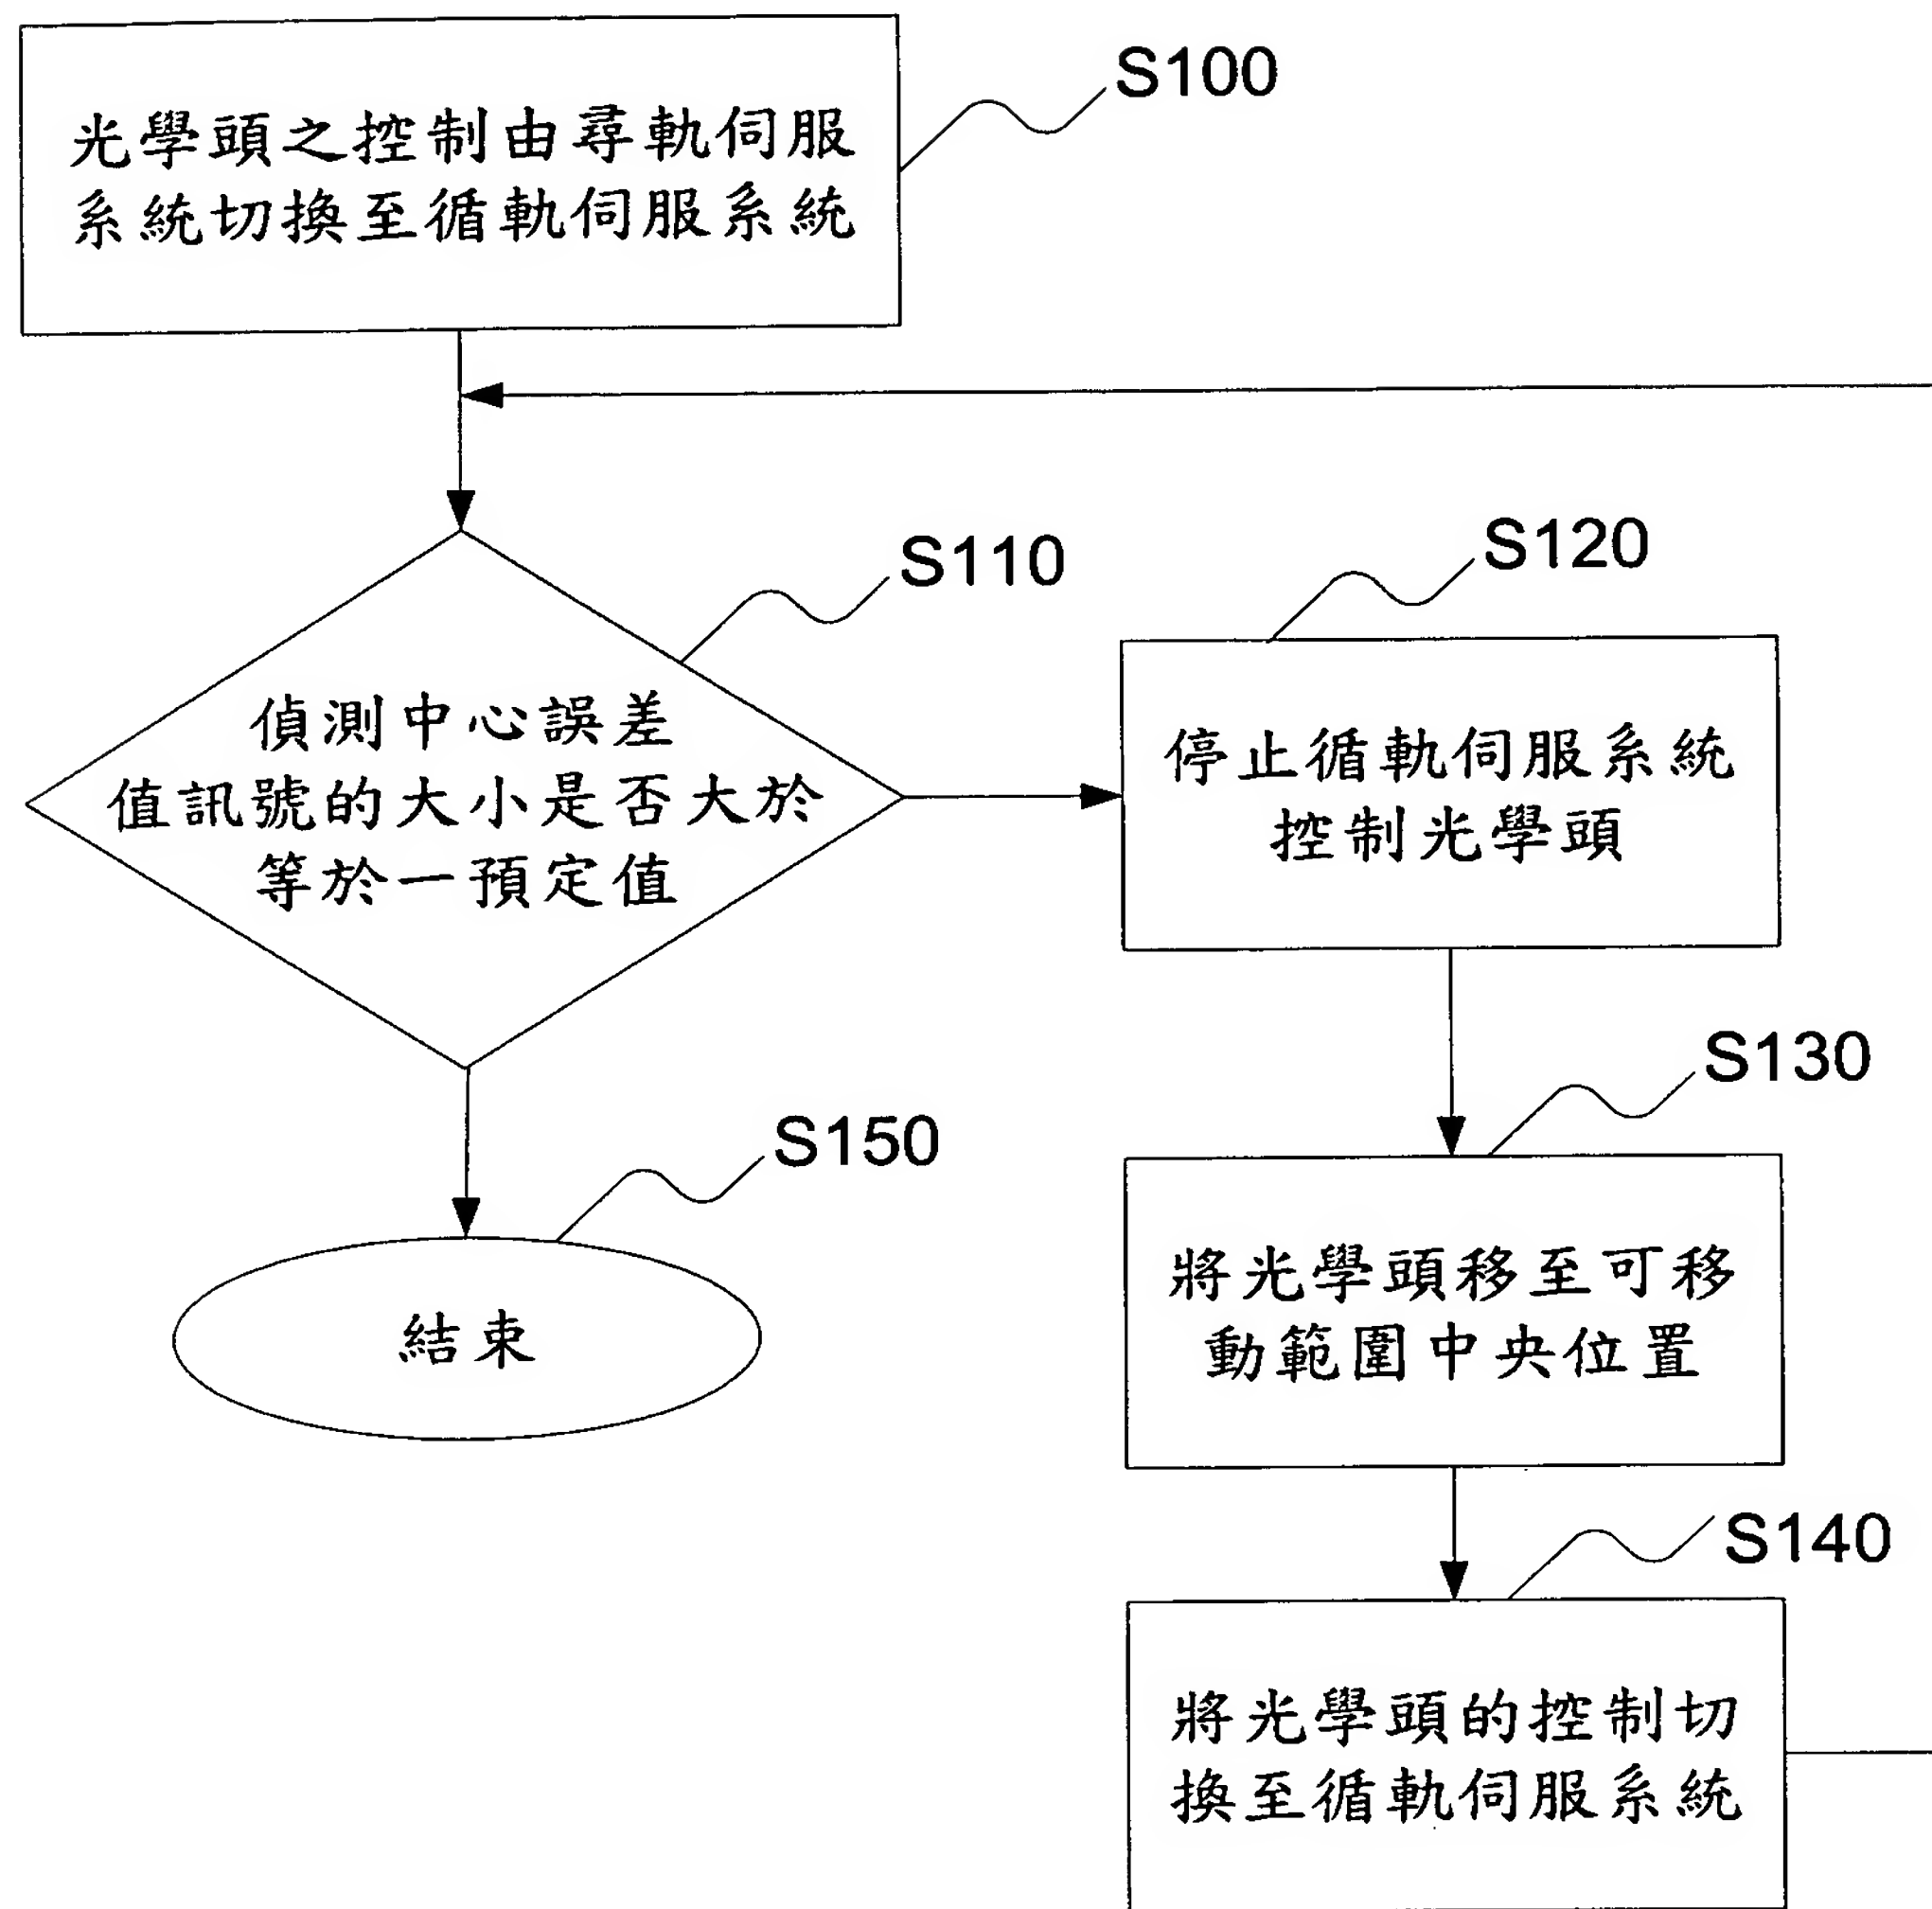 光學頭之控制由尋軌伺服
系統切換至循軌伺服系統
S100
偵測中心誤差
值訊號的大小是否大於
等於一預定值
S110
停止循軌伺服系統
控制光學頭
S120
將光學頭移至可移
動範圍中央位置
S130
將光學頭的控制切
換至循軌伺服系統
S140
結束
S150